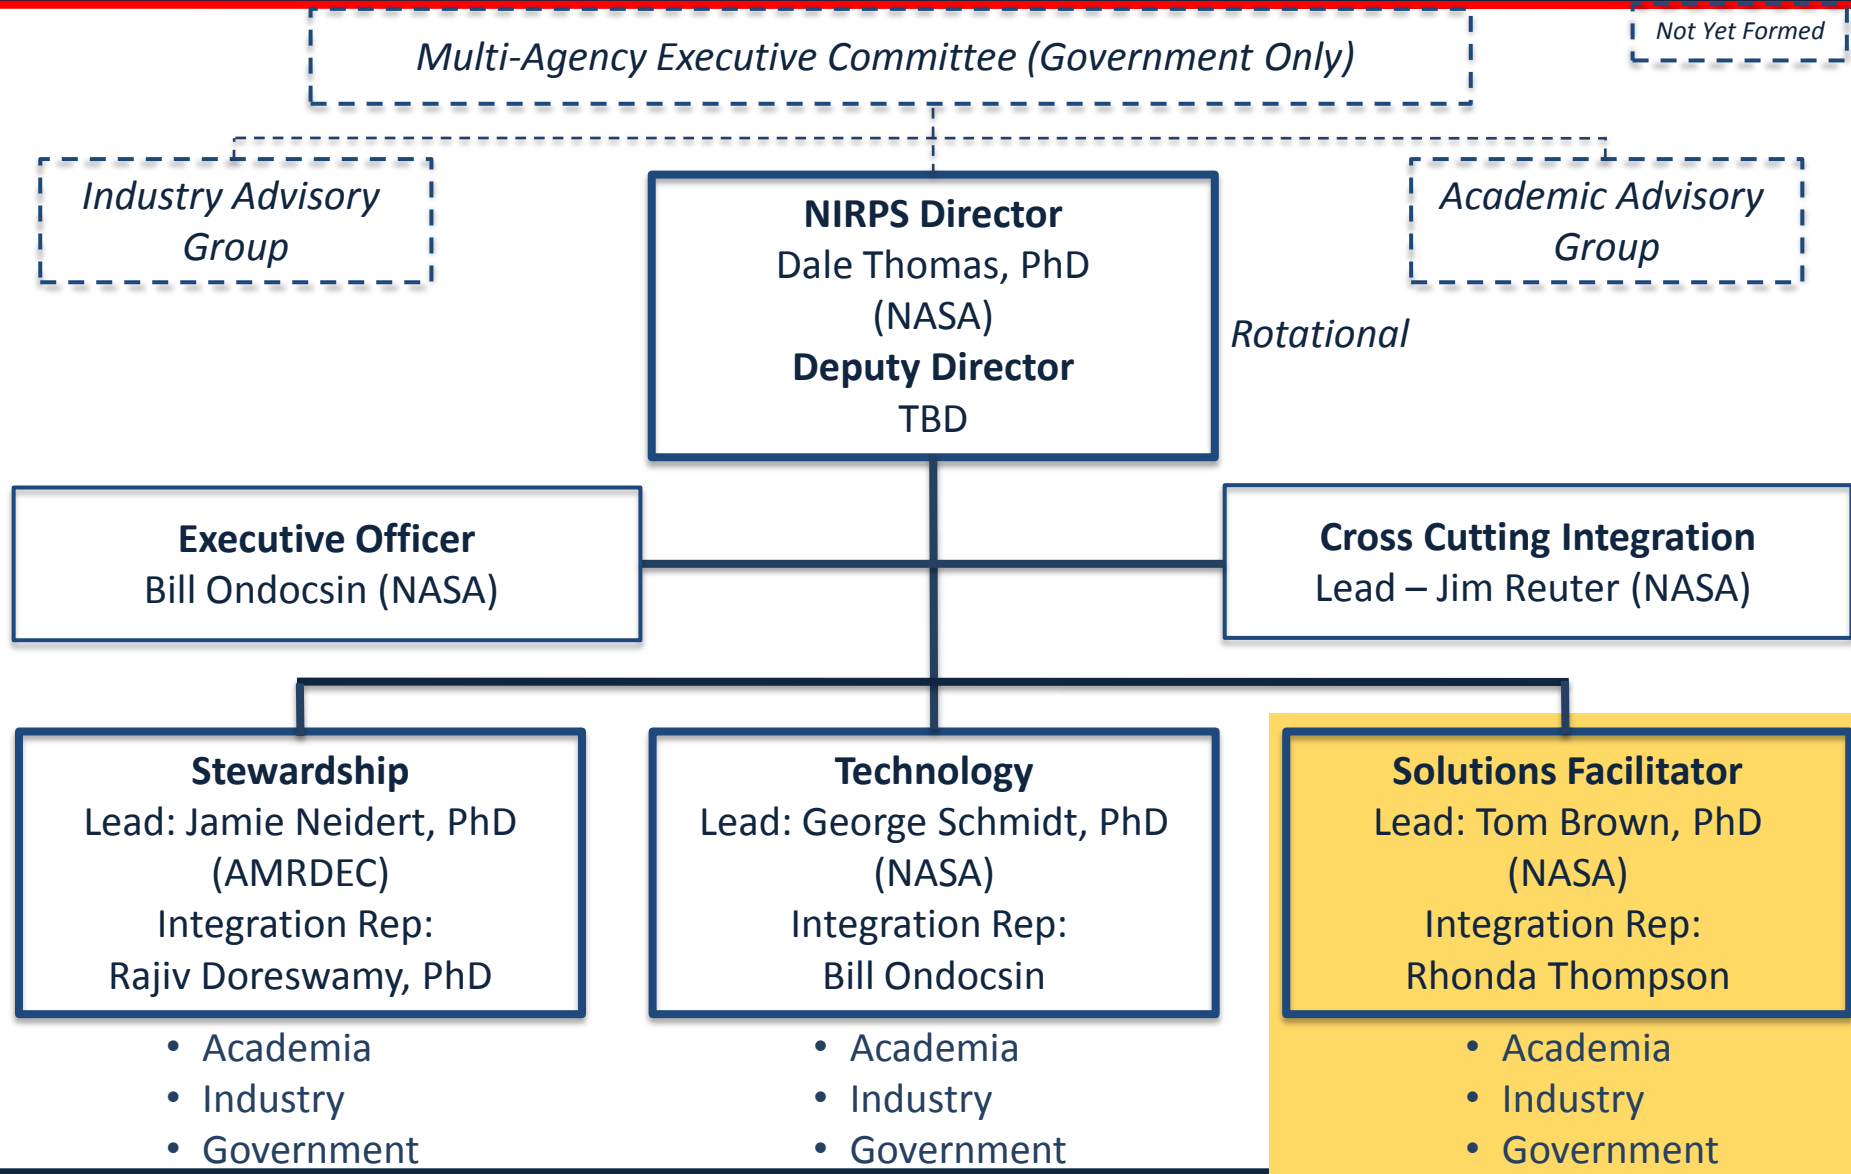 Multi-Agency Executive Committee (Government Only)
Not Yet Formed
Industry Advisory
Group
NIRPS Director
Dale Thomas, PhD
(NASA)
Deputy Director
TBD
Academic Advisory
Group
Rotational
Executive Officer
Bill Ondocsin (NASA)
Cross Cutting Integration
Lead – Jim Reuter (NASA)
Stewardship
Lead: Jamie Neidert, PhD
(AMRDEC)
Integration Rep:
Rajiv Doreswamy, PhD
• Academia
• Industry
• Government
Technology
Lead: George Schmidt, PhD
(NASA)
Integration Rep:
Bill Ondocsin
• Academia
• Industry
• Government
Solutions Facilitator
Lead: Tom Brown, PhD
(NASA)
Integration Rep:
Rhonda Thompson
• Academia
• Industry
• Government